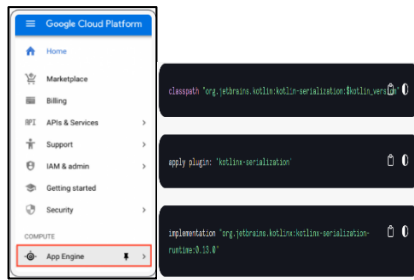 Google Cloud Platform
Home
Marketplace
Billing
APIs & Services
Support
IAM & admin
Getting started
Security
COMPUTE
App Engine
classpath "org.jetbrains.kotlin:kotlin-serialization:$kotlin_version"
apply plugin: 'kotlinx-serialization'
implementation "org.jetbrains.kotlinx:kotlinx-serialization-
runtime:0.13.0"